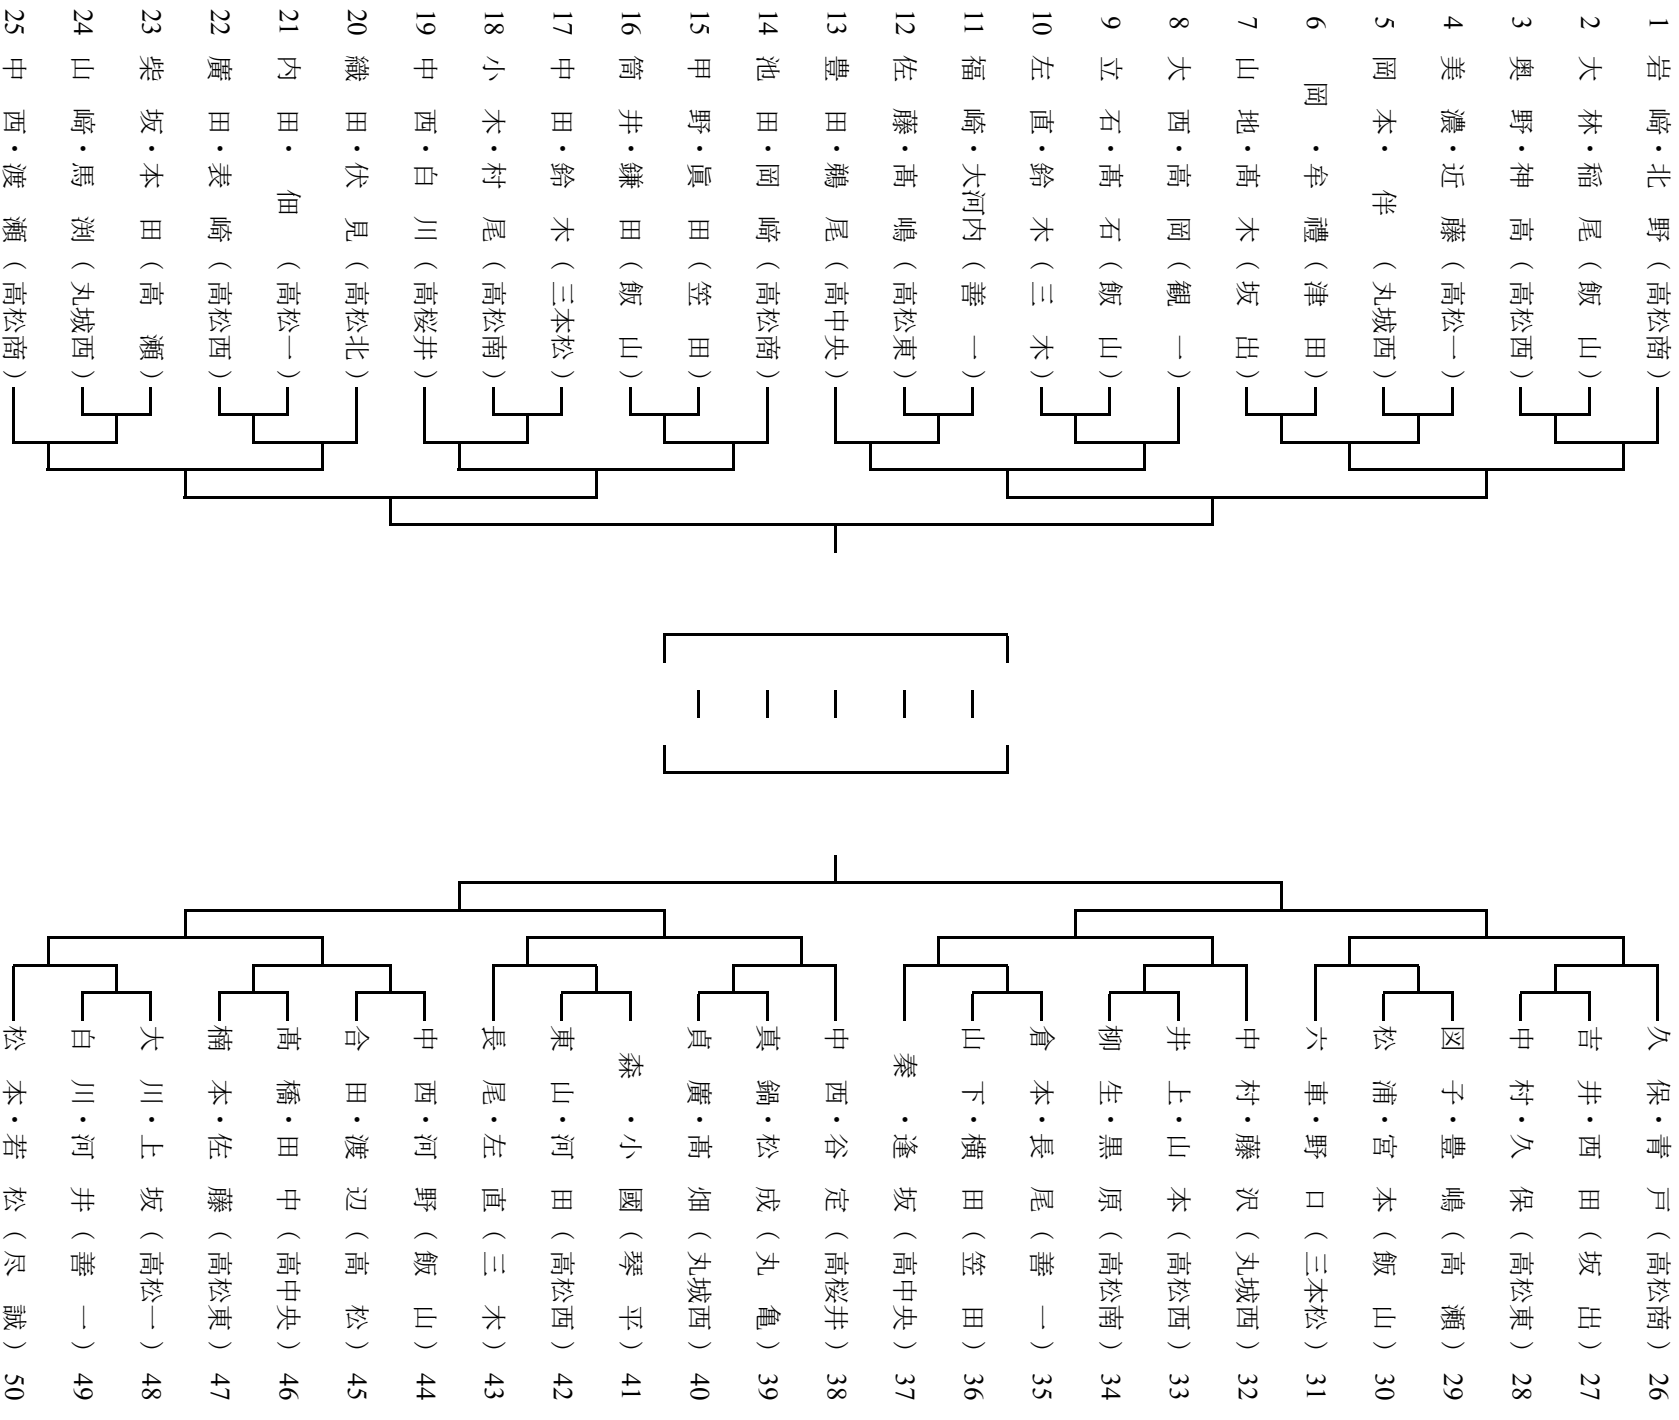 1 岩﨑・北野（高松商）
2 大林・稲尾（飯山）
3 奥野・神高（高松西）
4 美濃・近藤（高松一）
5 岡本・伴（丸城西）
6 岡・牟禮（津田）
7 山地・髙木（坂出）
8 大西・高岡（観一）
9 立石・髙石（飯山）
10 左直・鈴木（三木）
11 福崎・大河内（善一）
12 佐藤・髙嶋（高松東）
13 豊田・鵜尾（高中央）
14 池田・岡﨑（高松商）
15 甲野・眞田（笠田）
16 筒井・鎌田（飯山）
17 中田・鈴木（三本松）
18 小木・村尾（高松南）
19 中西・白川（高桜井）
20 織田・伏見（高松北）
21 内田・佃（高松一）
22 廣田・表崎（高松西）
23 柴坂・本田（高瀬）
24 山﨑・馬渕（丸城西）
25 中西・渡瀬（高松商）
久保・青戸（高松商）26
吉井・西田（坂出）27
中村・久保（高松東）28
図子・豊嶋（高瀬）29
松浦・宮本（飯山）30
六車・野口（三本松）31
中村・藤沢（丸城西）32
井上・山本（高松西）33
柳生・黒原（高松南）34
倉本・長尾（善一）35
山下・横田（笠田）36
秦・逢坂（高中央）37
中西・谷定（高桜井）38
真鍋・松成（丸亀）39
貞廣・髙畑（丸城西）40
森・小國（琴平）41
東山・河田（高松西）42
長尾・左直（三木）43
中西・河野（飯山）44
合田・渡辺（高松）45
髙橋・田中（高中央）46
楠本・佐藤（高松東）47
大川・上坂（高松一）48
白川・河井（善一）49
松本・若松（尽誠）50